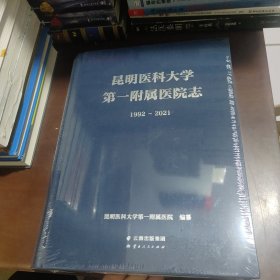 昆明医科大学
第一附属医院志
1992-2021
云南出版集团
云南人民出版社
昆明医科大学第一附属医院 编纂